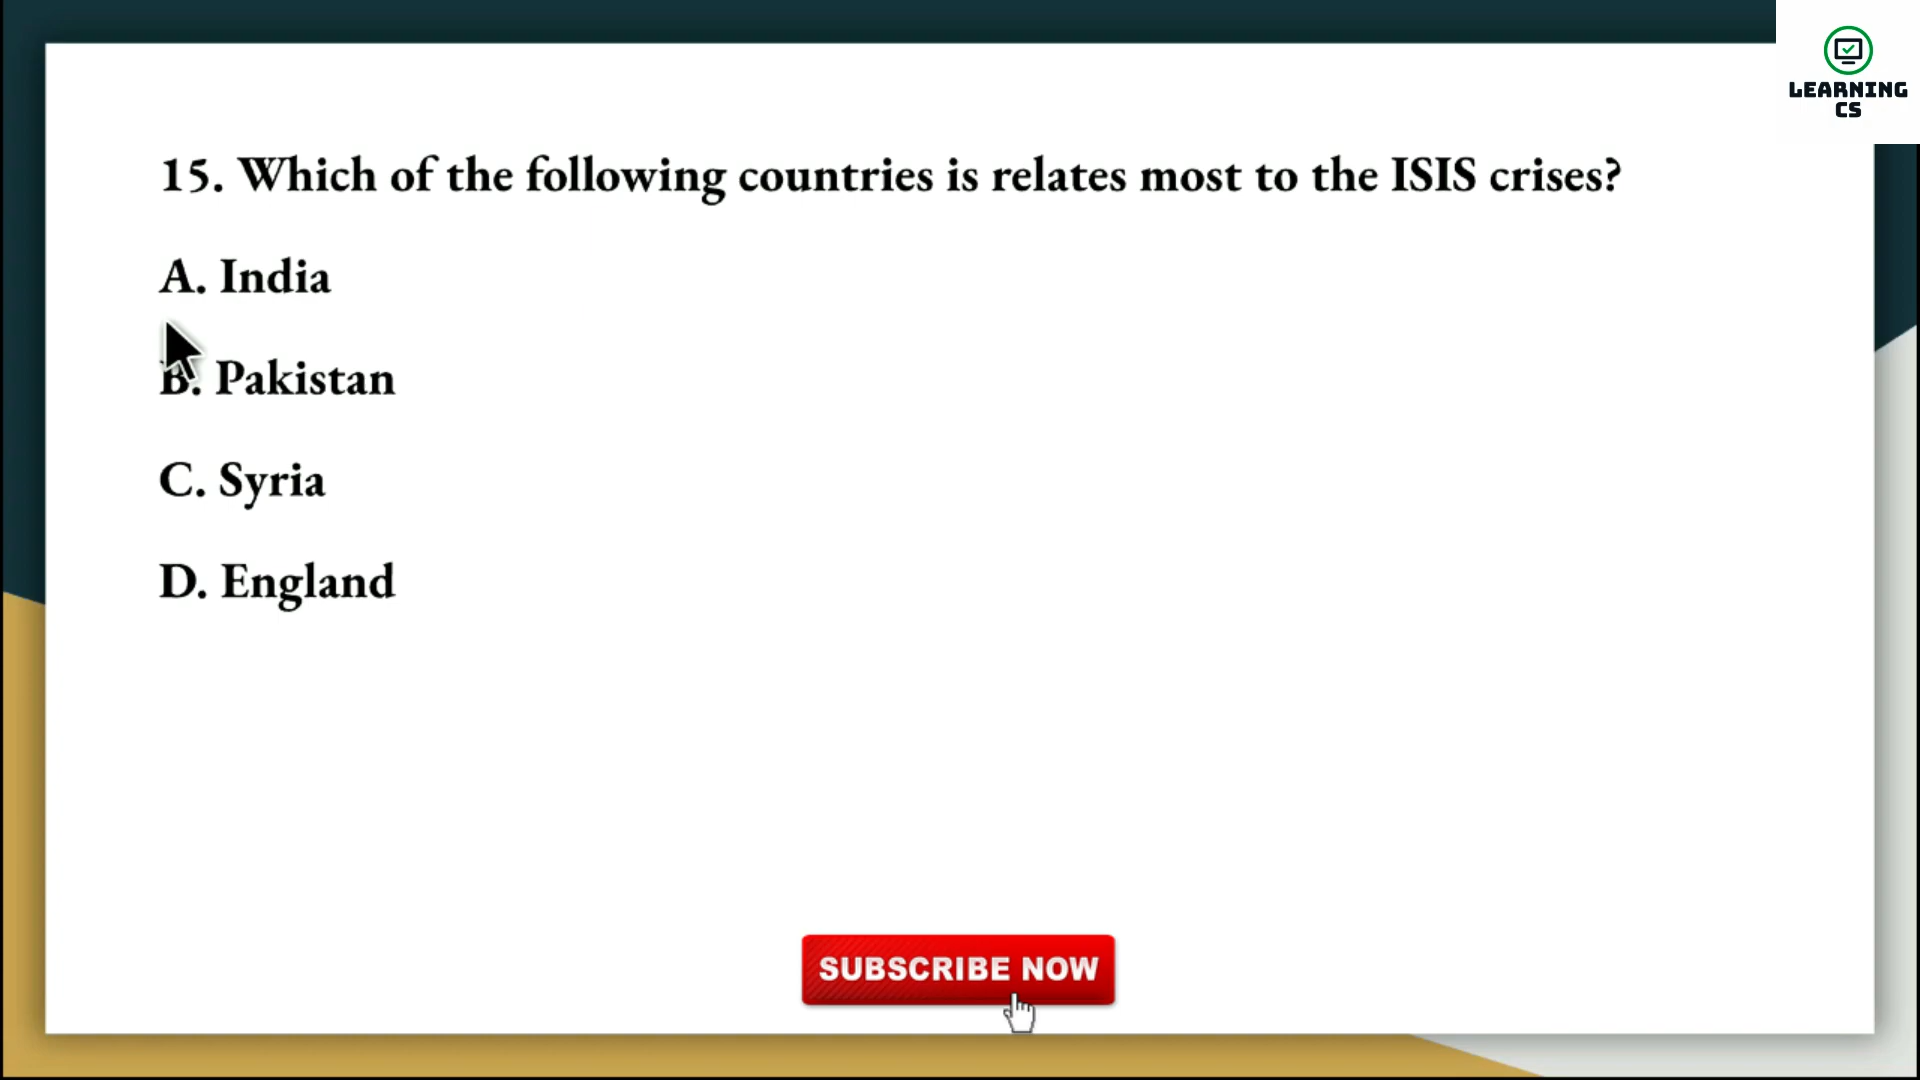 LEARNING
CS
15. Which of the following countries is relates most to the ISIS crises?
A. India
B. Pakistan
C. Syria
D. England
SUBSCRIBE NOW